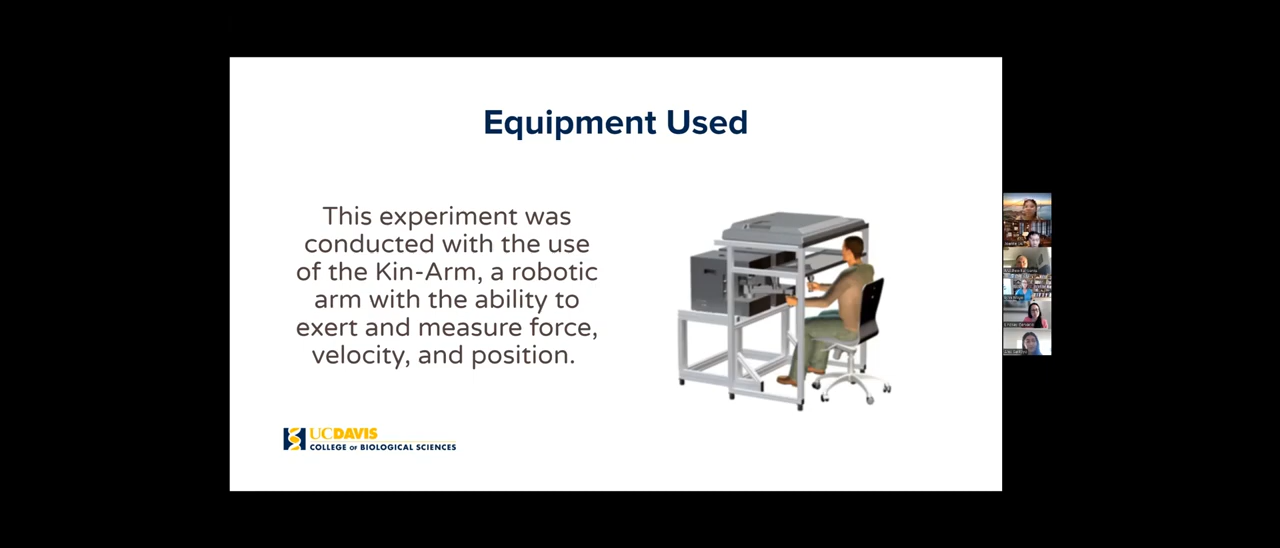 Equipment Used
This experiment was
conducted with the use
of the Kin-Arm, a robotic
arm with the ability to
exert and measure force,
velocity, and position.
UCDAVIS
COLLEGE OF BIOLOGICAL SCIENCES